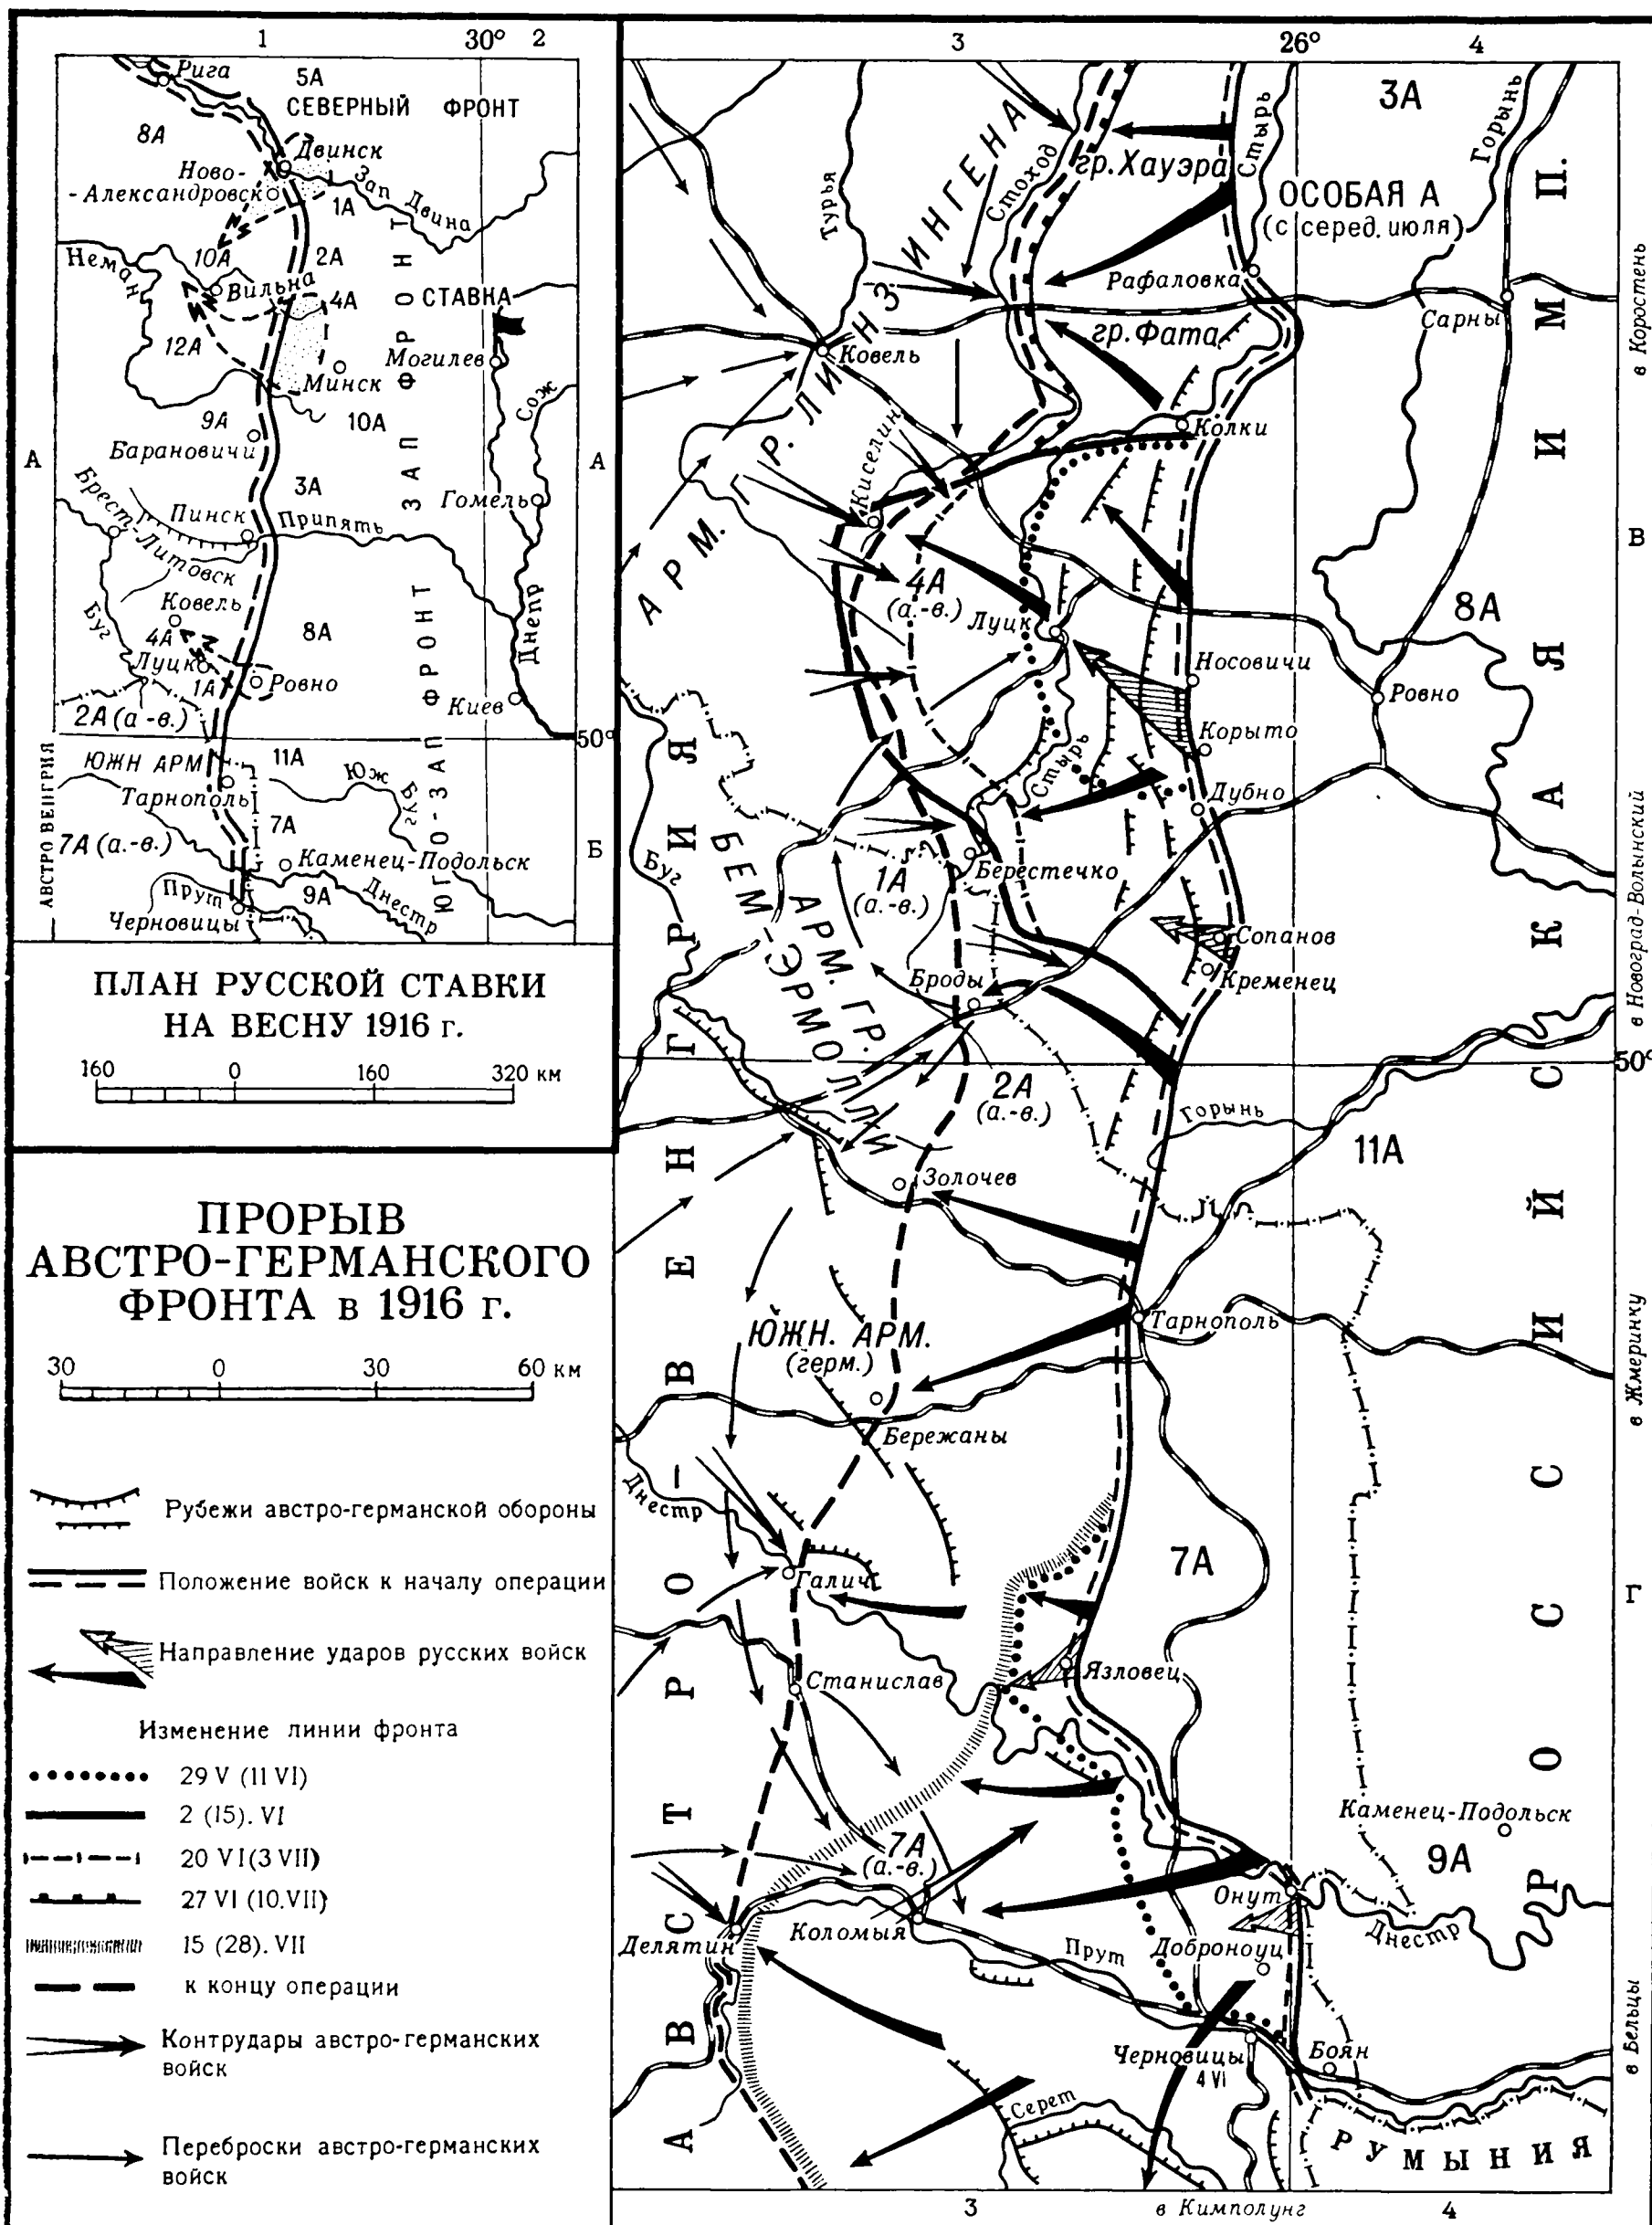 1
30°
2
Рига
5А
СЕВЕРНЫЙ ФРОНТ
8А
Двинск
Ново-
-Александровск
Зап Двина
1А
10А
2А
Неман
Вильна
4А
СТАВКА
12А
Могилев
Минск
Сож
9А
10А
Барановичи
ЗАП ФРОНТ
А
А
3А
Гомель
Пинск
Припять
Брест-Литовск
Ковель
Буг
4А
8А
Днепр
Луцк
1А
Ровно
Киев
2А (а-в.)
50°
ЮЖН АРМ
11А
Тарнополь
Юж Буг
7А
7А (а.-в.)
Каменец-Подольск
Б
Прут
9А
Днестр
Черновицы
ЮГО-ЗАП ФРОНТ
АВСТРО ВЕНГРИЯ
ПЛАН РУССКОЙ СТАВКИ
НА ВЕСНУ 1916 г.
160 0 160 320 км
ПРОРЫВ
АВСТРО-ГЕРМАНСКОГО
ФРОНТА в 1916 г.
30 0 30 60 км
Рубежи австро-германской обороны
Положение войск к началу операции
Направление ударов русских войск
Изменение линии фронта
29 V (11 VI)
2 (15). VI
20 VI (3 VII)
27 VI (10.VII)
15 (28). VII
к концу операции
Контрудары австро-германских
войск
Переброски австро-германских
войск
3
26°
4
3А
Горынь
Стырь
Турья
Стоход
гр. Хауэра
ОСОБАЯ А
(с серед. июля)
Рафаловка
Сарны
гр. Фата
Ковель
АРМ. ГР. ЛИНЗИНГЕНА
Колки
Киселин
В
4А
(а.-в.)
Луцк
8А
Носовичи
Ровно
Корыто
Стырь
Дубно
Буг
Берестечко
1А
(а.-в.)
АРМ. ГР.
БЕМ-ЭРМОЛЛИ
Сопанов
Броды
Кременец
50°
2А
(а.-в.)
Горынь
11А
Золочев
ЮЖН. АРМ.
(герм.)
Тарнополь
Бережаны
Днестр
7А
Галич
Г
Язловец
Станислав
Каменец-Подольск
7А
(а.-в.)
9А
Онут
Днестр
Коломыя
Делятин
Прут
Доброноуц
Черновицы
4 VI
Боян
Серет
РУМЫНИЯ
АВСТРО-ВЕНГРИЯ
РОССИЙСКАЯ ИМП.
в Коростень
в Новоград-Волынский
в Жмеринку
в Бельцы
3
в Кимполунг
4